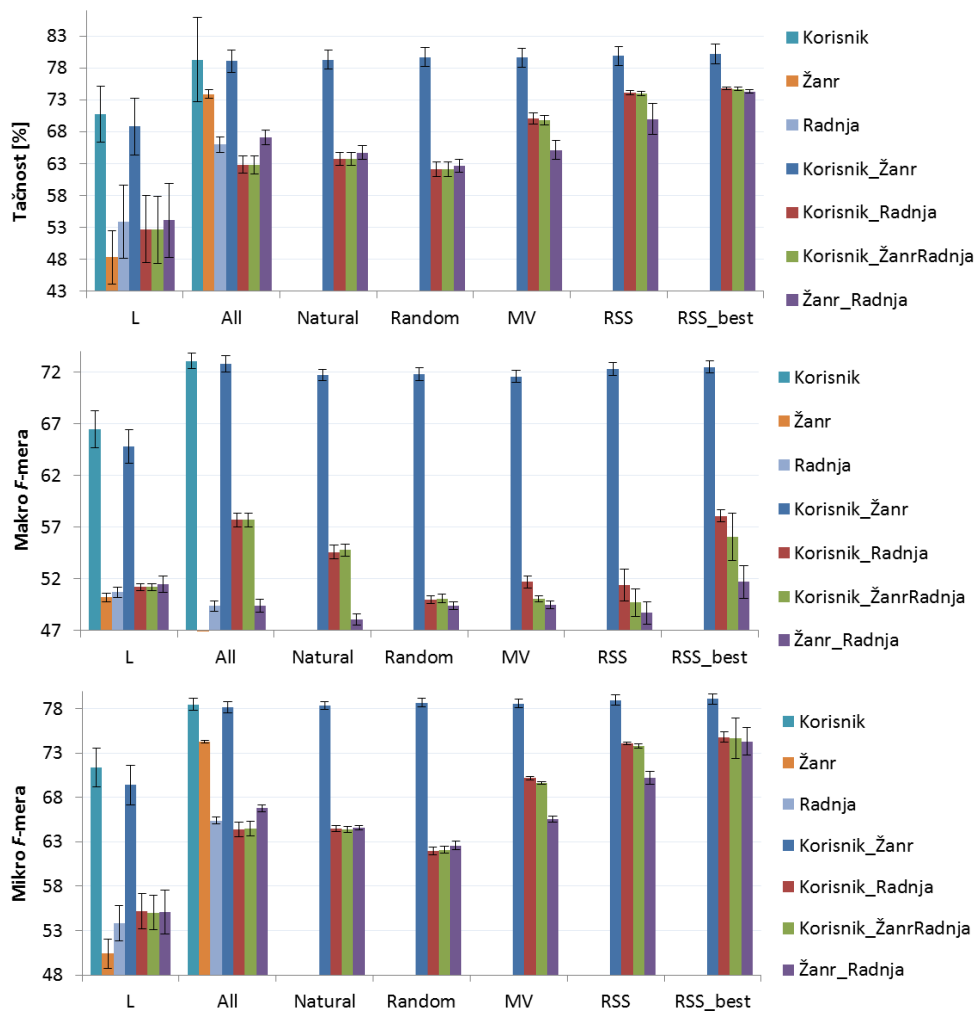 Tačnost [%]
83
78
73
68
63
58
53
48
43
L All Natural Random MV RSS RSS_best
Korisnik
Žanr
Radnja
Korisnik_Žanr
Korisnik_Radnja
Korisnik_ŽanrRadnja
Žanr_Radnja
Makro F-mera
72
67
62
57
52
47
L All Natural Random MV RSS RSS_best
Korisnik
Žanr
Radnja
Korisnik_Žanr
Korisnik_Radnja
Korisnik_ŽanrRadnja
Žanr_Radnja
Mikro F-mera
78
73
68
63
58
53
48
L All Natural Random MV RSS RSS_best
Korisnik
Žanr
Radnja
Korisnik_Žanr
Korisnik_Radnja
Korisnik_ŽanrRadnja
Žanr_Radnja